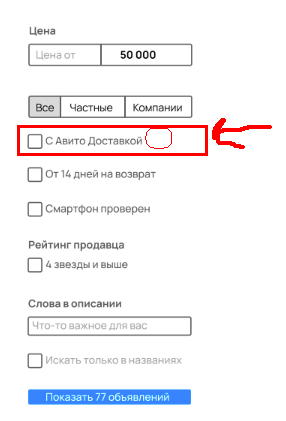 Цена
Цена от
50 000
Все Частные Компании
С Авито Доставкой
От 14 дней на возврат
Смартфон проверен
Рейтинг продавца
4 звезды и выше
Слова в описании
Что-то важное для вас
Искать только в названиях
Показать 77 объявлений